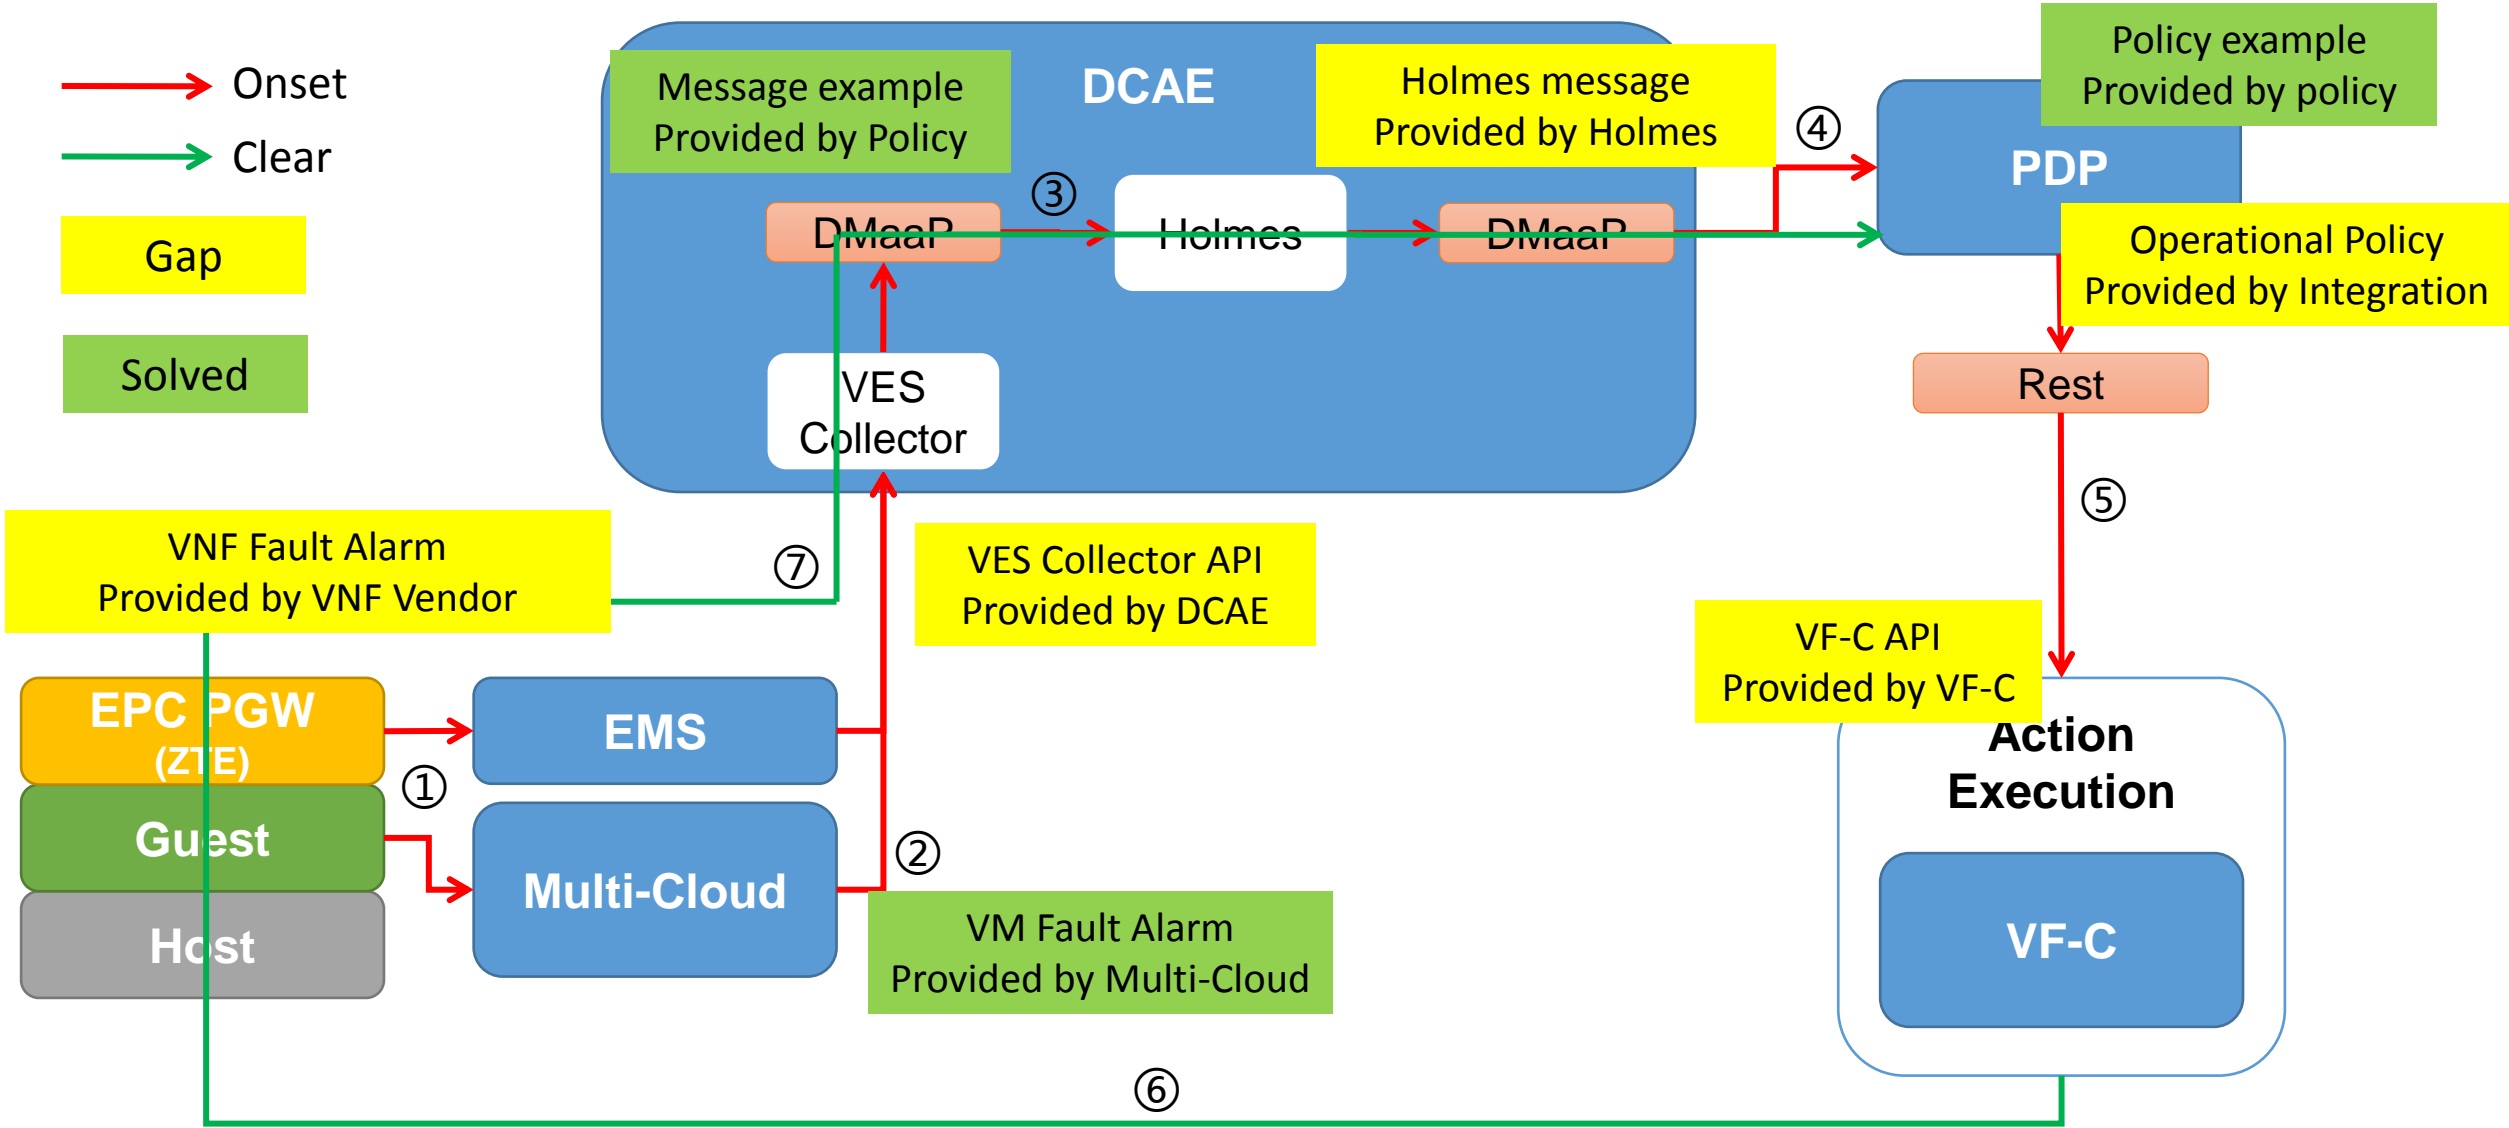 Onset
Clear
Gap
Solved
Message example
Provided by Policy
DCAE
Holmes message
Provided by Holmes
④
Policy example
Provided by policy
PDP
③
DMaaP
Holmes
DMaaP
Operational Policy
Provided by Integration
VES
Collector
Rest
⑤
VNF Fault Alarm
Provided by VNF Vendor
⑦
VES Collector API
Provided by DCAE
VF-C API
Provided by VF-C
EPC PGW
(ZTE)
EMS
①
Guest
②
Multi-Cloud
Host
VM Fault Alarm
Provided by Multi-Cloud
Action
Execution
VF-C
⑥